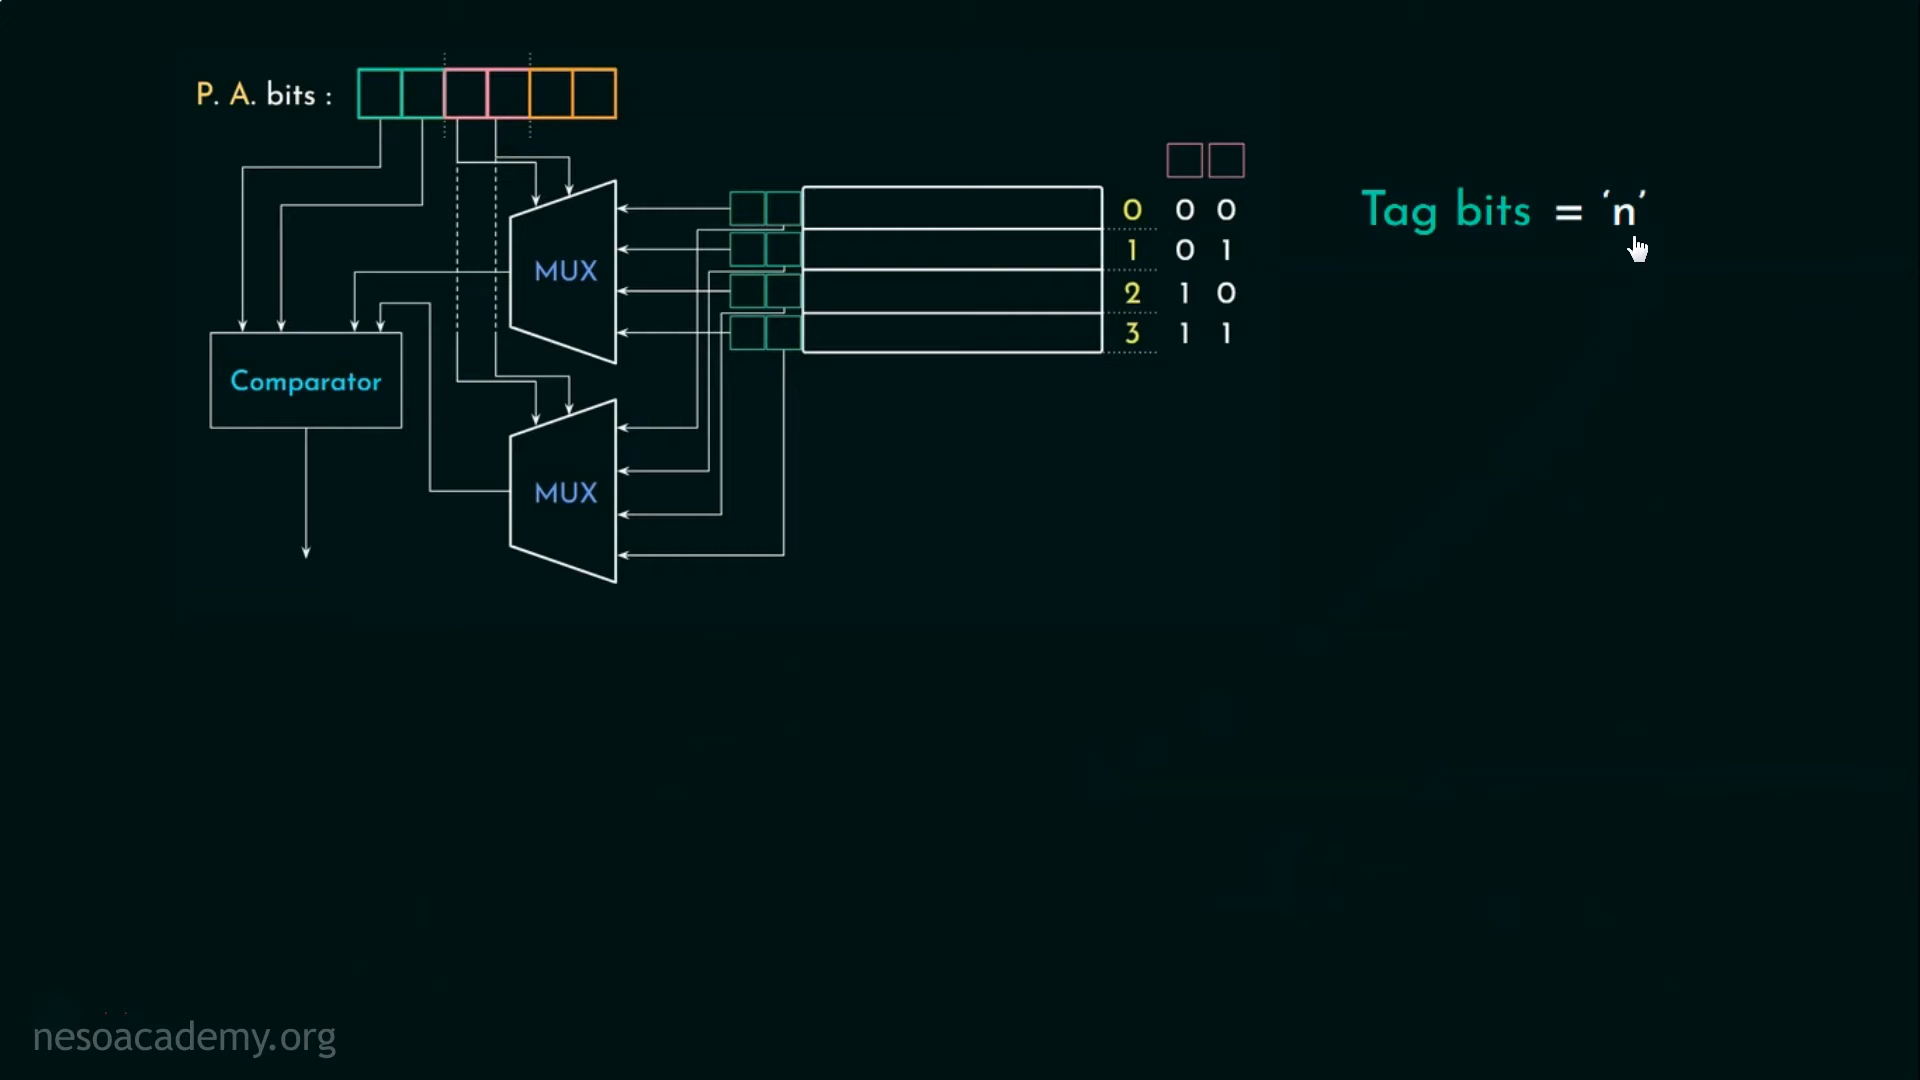 P. A. bits :
0 0 0
1 0 1
2 1 0
3 1 1
Tag bits = ‘n’
MUX
Comparator
MUX
nesoacademy.org